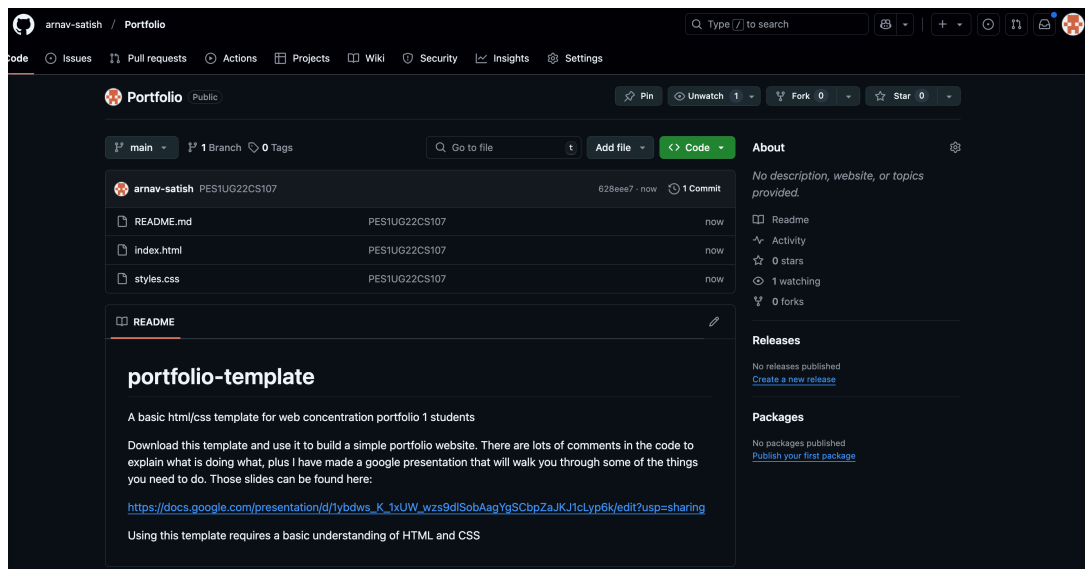 arnav-satish / Portfolio
Type / to search
Code Issues Pull requests Actions Projects Wiki Security Insights Settings
Portfolio Public
Pin Unwatch 1 Fork 0 Star 0
main 1 Branch 0 Tags Go to file t Add file Code
arnav-satish PES1UG22CS107 628eee7 · now 1 Commit
README.md PES1UG22CS107 now
index.html PES1UG22CS107 now
styles.css PES1UG22CS107 now
README
portfolio-template
A basic html/css template for web concentration portfolio 1 students
Download this template and use it to build a simple portfolio website. There are lots of comments in the code to
explain what is doing what, plus I have made a google presentation that will walk you through some of the things
you need to do. Those slides can be found here:
https://docs.google.com/presentation/d/1ybdws_K_1xUW_wzs9dlSobAagYgSCbpZaJKJ1cLyp6k/edit?usp=sharing
Using this template requires a basic understanding of HTML and CSS
About
No description, website, or topics
provided.
Readme
Activity
0 stars
1 watching
0 forks
Releases
No releases published
Create a new release
Packages
No packages published
Publish your first package